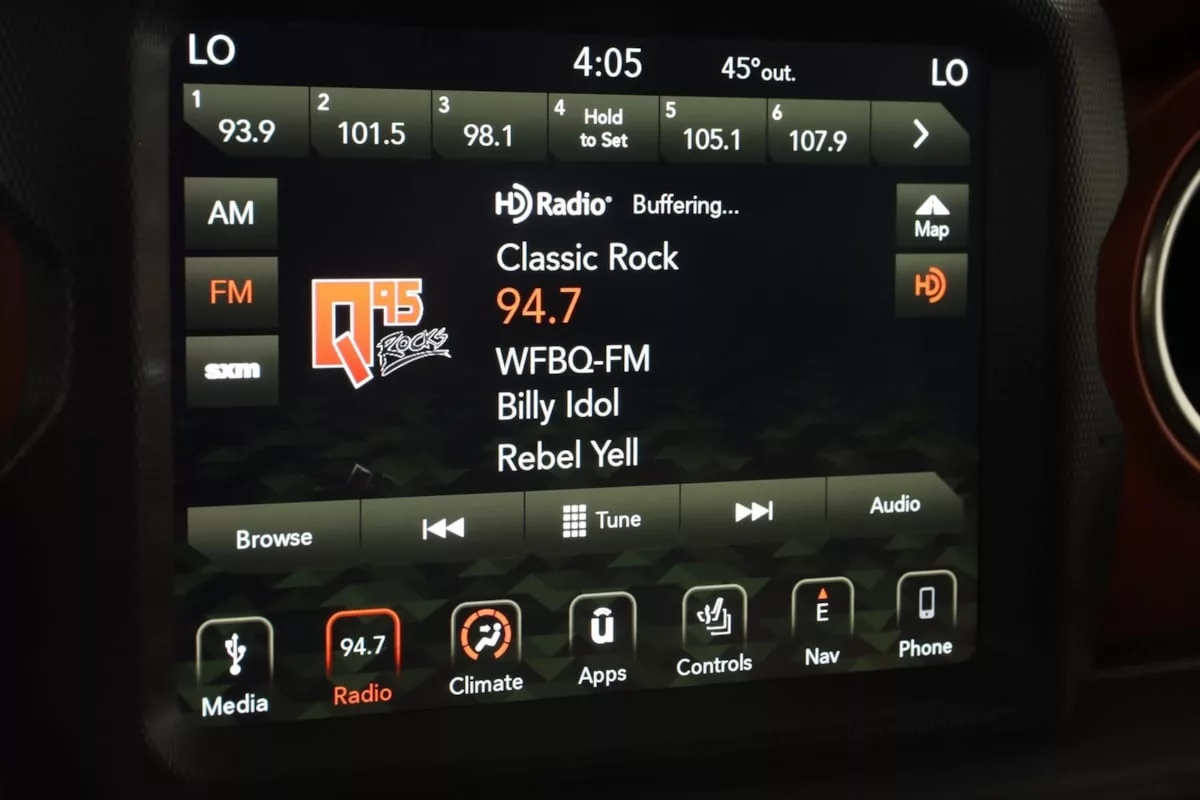 LO 4:05 45°out. LO
1 93.9 2 101.5 3 98.1 4 Hold to Set 5 105.1 6 107.9
AM
FM
sxm
Q95
ROCKS
HD Radio® Buffering...
Classic Rock
94.7
WFBQ-FM
Billy Idol
Rebel Yell
Map
HD
Browse Tune Audio
94.7 û E
Media Radio Climate Apps Controls Nav Phone